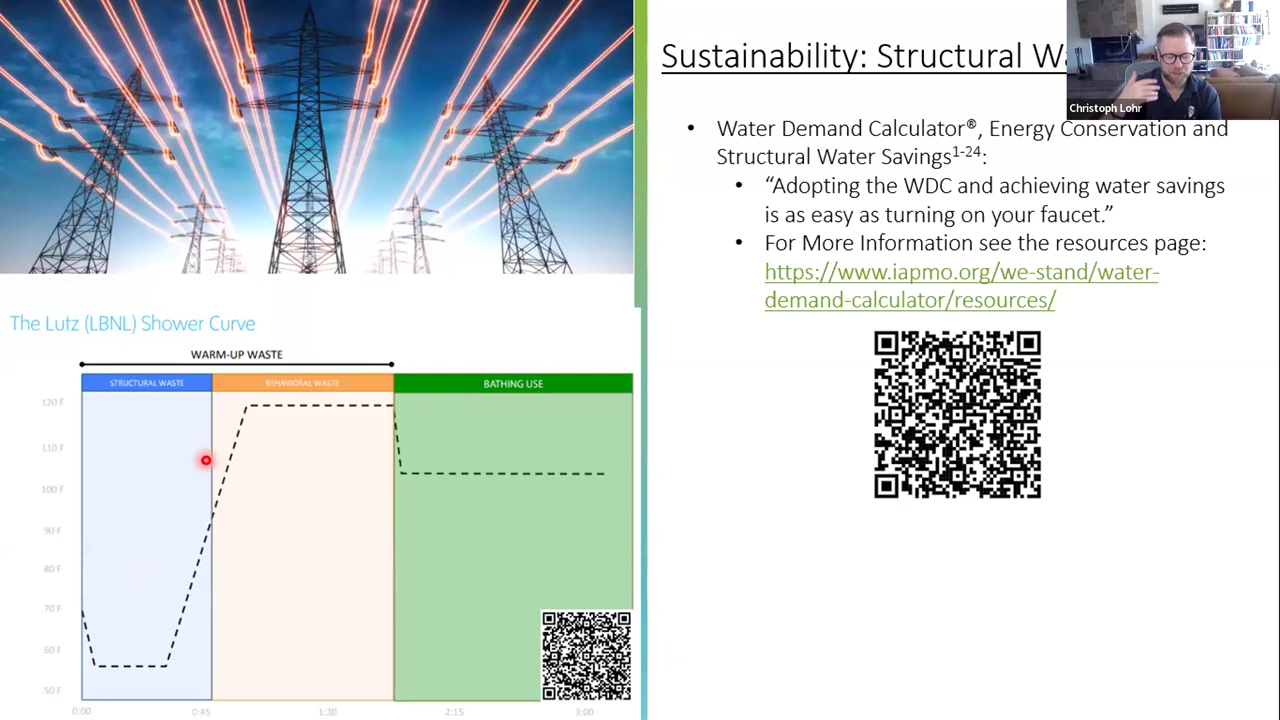 Sustainability: Structural
Christoph Lohr
• Water Demand Calculator®, Energy Conservation and
Structural Water Savings1-24:
• “Adopting the WDC and achieving water savings
is as easy as turning on your faucet.”
• For More Information see the resources page:
https://www.iapmo.org/we-stand/water-
demand-calculator/resources/
The Lutz (LBNL) Shower Curve
WARM-UP WASTE
STRUCTURAL WASTE
BEHAVIORAL WASTE
BATHING USE
120 F
110 F
100 F
90 F
80 F
70 F
60 F
50 F
0:00
0:45
1:30
2:15
3:00